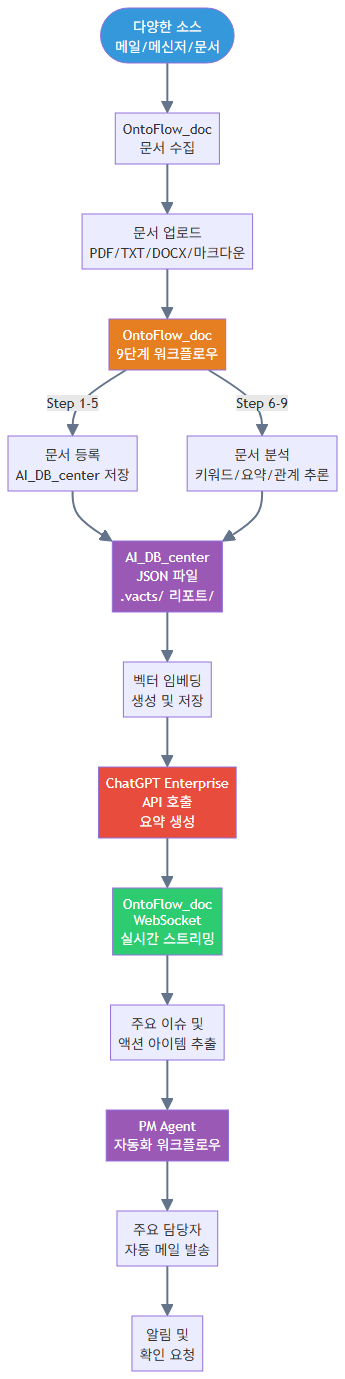 다양한 소스
메일/메신저/문서
OntoFlow_doc
문서 수집
문서 업로드
PDF/TXT/DOCX/마크다운
OntoFlow_doc
9단계 워크플로우
Step 1-5
Step 6-9
문서 등록
AI_DB_center 저장
문서 분석
키워드/요약/관계 추론
AI_DB_center
JSON 파일
.vacts/ 리포트/
벡터 임베딩
생성 및 저장
ChatGPT Enterprise
API 호출
요약 생성
OntoFlow_doc
WebSocket
실시간 스트리밍
주요 이슈 및
액션 아이템 추출
PM Agent
자동화 워크플로우
주요 담당자
자동 메일 발송
알림 및
확인 요청